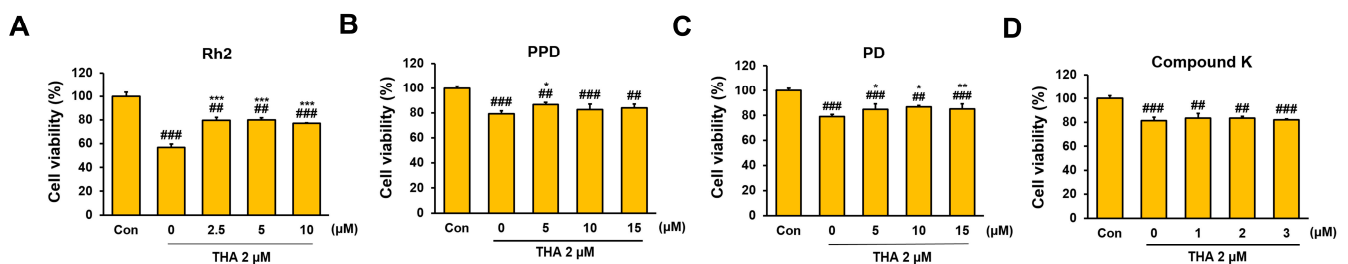 A
Rh2
Cell viability (%)
120
100
80
60
40
20
0
###
***
##
***
##
***
###
Con 0 2.5 5 10 (μM)
THA 2 μM
B
PPD
Cell viability (%)
120
100
80
60
40
20
0
###
*
##
###
##
Con 0 5 10 15 (μM)
THA 2 μM
C
PD
Cell viability (%)
120
100
80
60
40
20
0
###
*
###
*
##
**
###
Con 0 5 10 15 (μM)
THA 2 μM
D
Compound K
Cell viability (%)
120
100
80
60
40
20
0
###
##
##
###
Con 0 1 2 3 (μM)
THA 2 μM